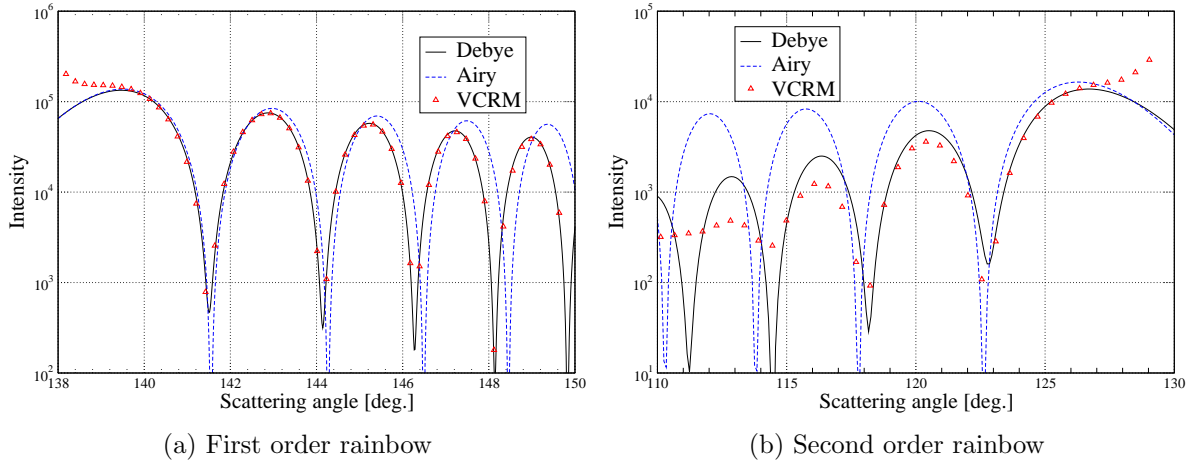 10^6
10^5
10^4
10^3
10^2
Intensity
Debye
Airy
VCRM
138
140
142
144
146
148
150
Scattering angle [deg.]
(a) First order rainbow
10^5
10^4
10^3
10^2
10^1
Intensity
Debye
Airy
VCRM
110
115
120
125
130
Scattering angle [deg.]
(b) Second order rainbow